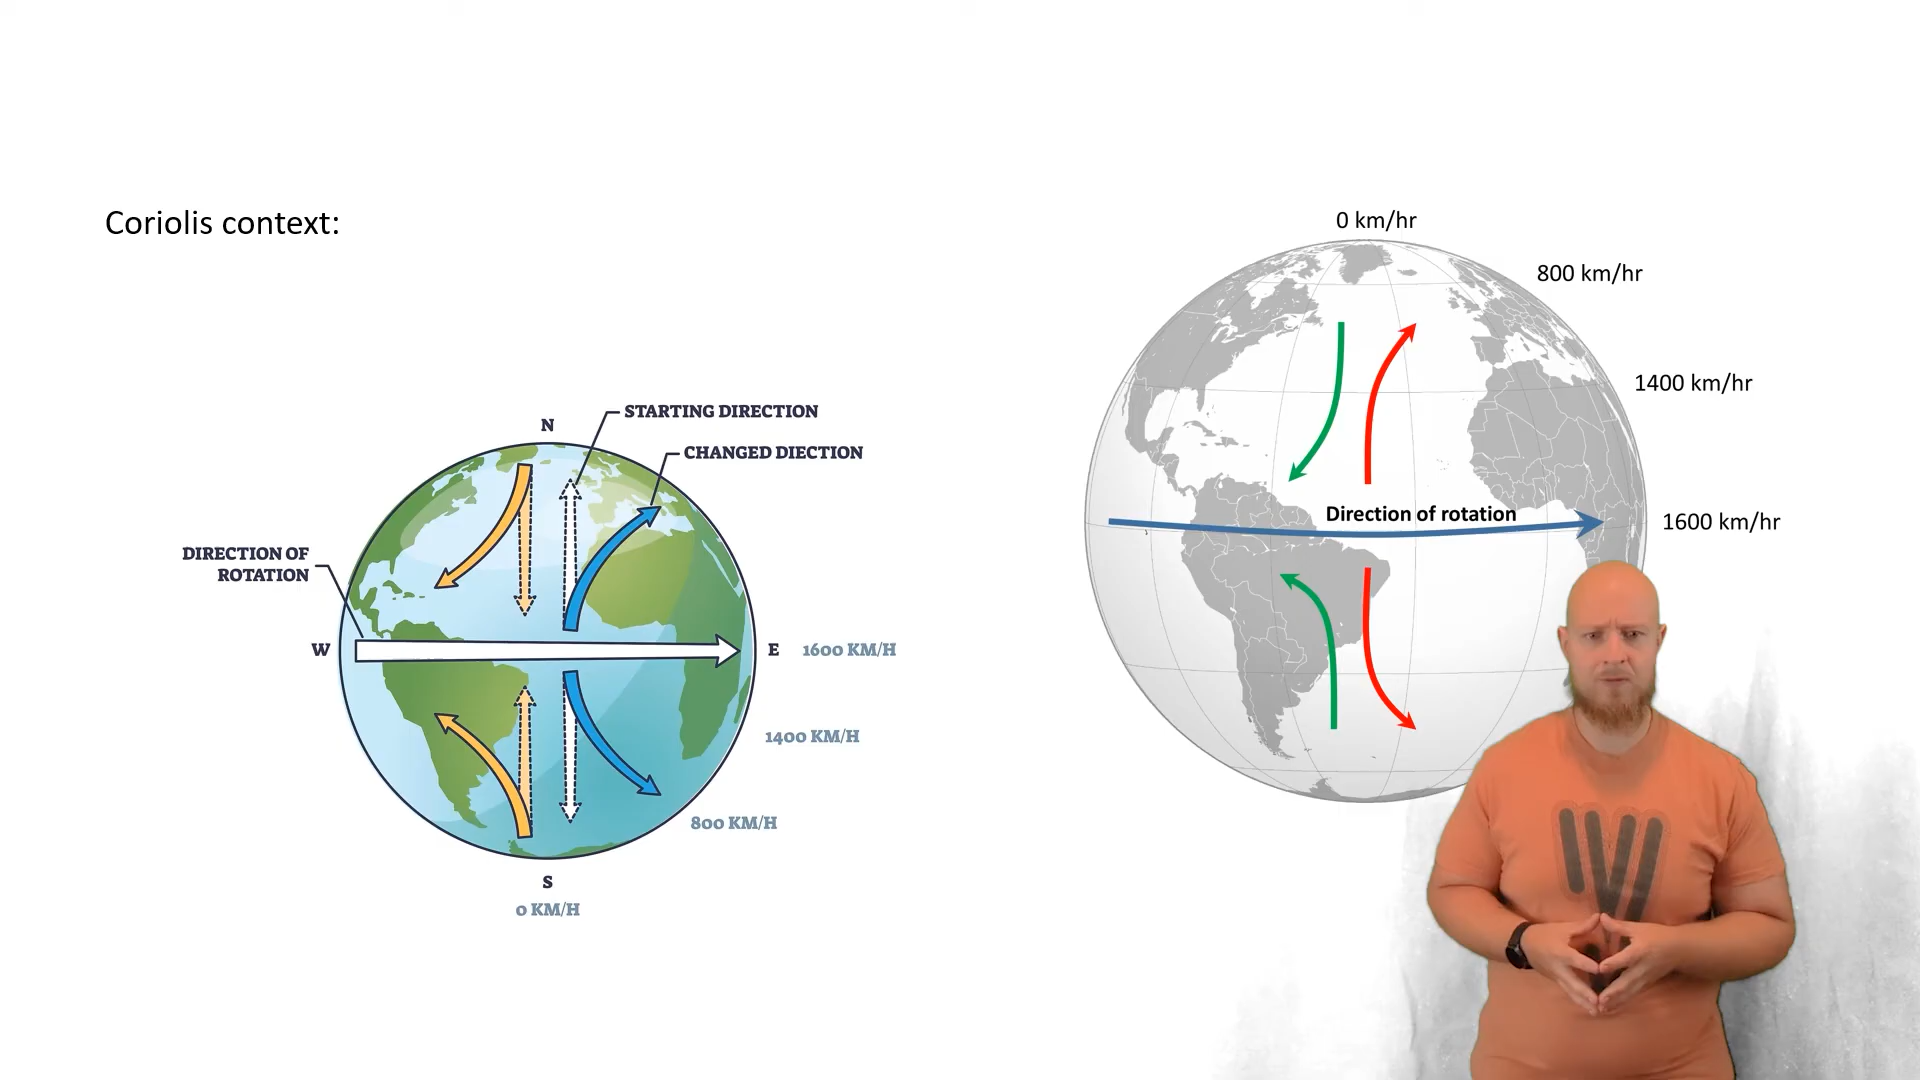 Coriolis context:
0 km/hr
800 km/hr
1400 km/hr
Direction of rotation
1600 km/hr
STARTING DIRECTION
N
CHANGED DIECTION
DIRECTION OF
ROTATION
W
E
1600 KM/H
1400 KM/H
800 KM/H
S
0 KM/H